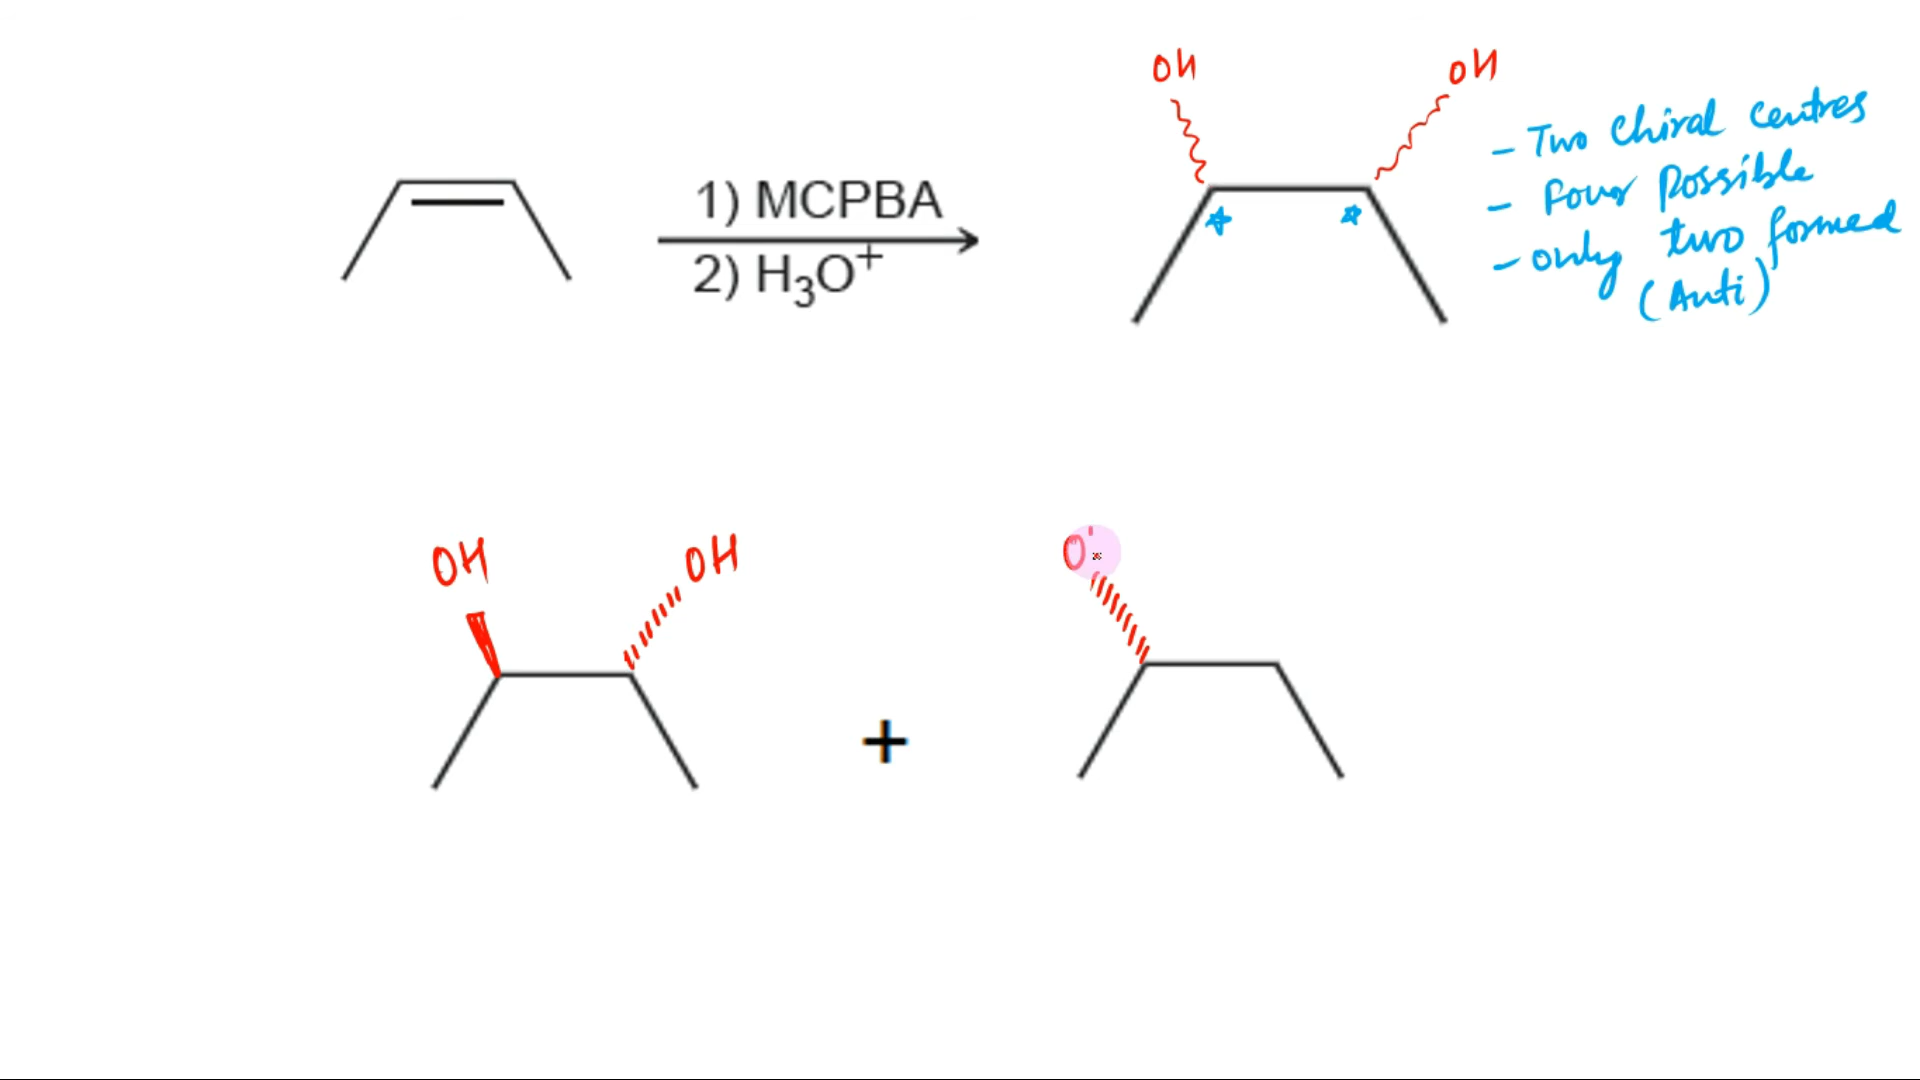 OH OH
- Two Chiral Centres
1) MCPBA
- Four Possible
- only two formed
2) H₃O⁺
(Anti)
OH OH
O
+